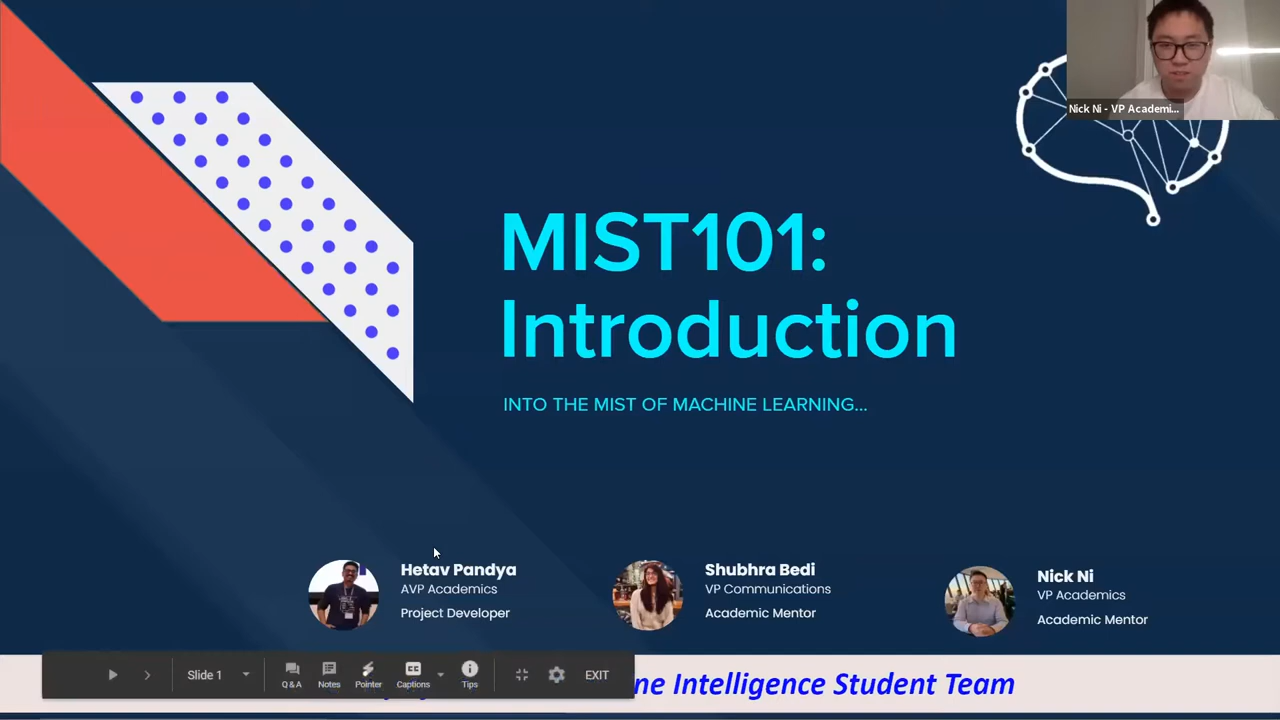 Nick Ni - VP Academi...
MIST101:
Introduction
INTO THE MIST OF MACHINE LEARNING...
Hetav Pandya
AVP Academics
Project Developer
Shubhra Bedi
VP Communications
Academic Mentor
Nick Ni
VP Academics
Academic Mentor
Slide 1
Q & A
Notes
Pointer
CC
Captions
Tips
EXIT
ne Intelligence Student Team